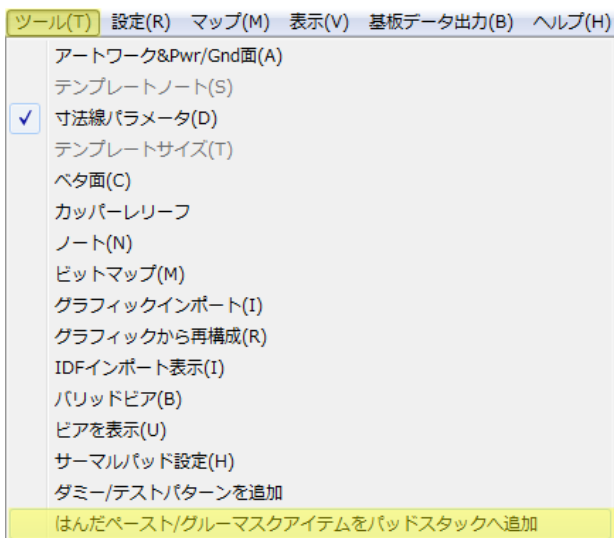 ツール(T) 設定(R) マップ(M) 表示(V) 基板データ出力(B) ヘルプ(H)
アートワーク&Pwr/Gnd面(A)
テンプレートノート(S)
寸法線パラメータ(D)
テンプレートサイズ(T)
ベタ面(C)
カッパーレリーフ
ノート(N)
ビットマップ(M)
グラフィックインポート(I)
グラフィックから再構成(R)
IDFインポート表示(I)
バリッドビア(B)
ビアを表示(U)
サーマルパッド設定(H)
ダミー/テストパターンを追加
はんだペースト/グルーマスクアイテムをパッドスタックへ追加